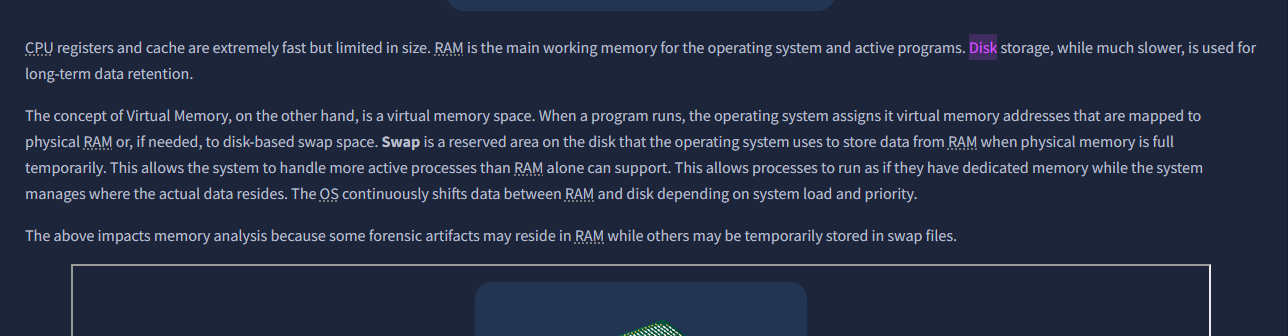 CPU registers and cache are extremely fast but limited in size. RAM is the main working memory for the operating system and active programs. Disk storage, while much slower, is used for
long-term data retention.
The concept of Virtual Memory, on the other hand, is a virtual memory space. When a program runs, the operating system assigns it virtual memory addresses that are mapped to
physical RAM or, if needed, to disk-based swap space. Swap is a reserved area on the disk that the operating system uses to store data from RAM when physical memory is full
temporarily. This allows the system to handle more active processes than RAM alone can support. This allows processes to run as if they have dedicated memory while the system
manages where the actual data resides. The OS continuously shifts data between RAM and disk depending on system load and priority.
The above impacts memory analysis because some forensic artifacts may reside in RAM while others may be temporarily stored in swap files.